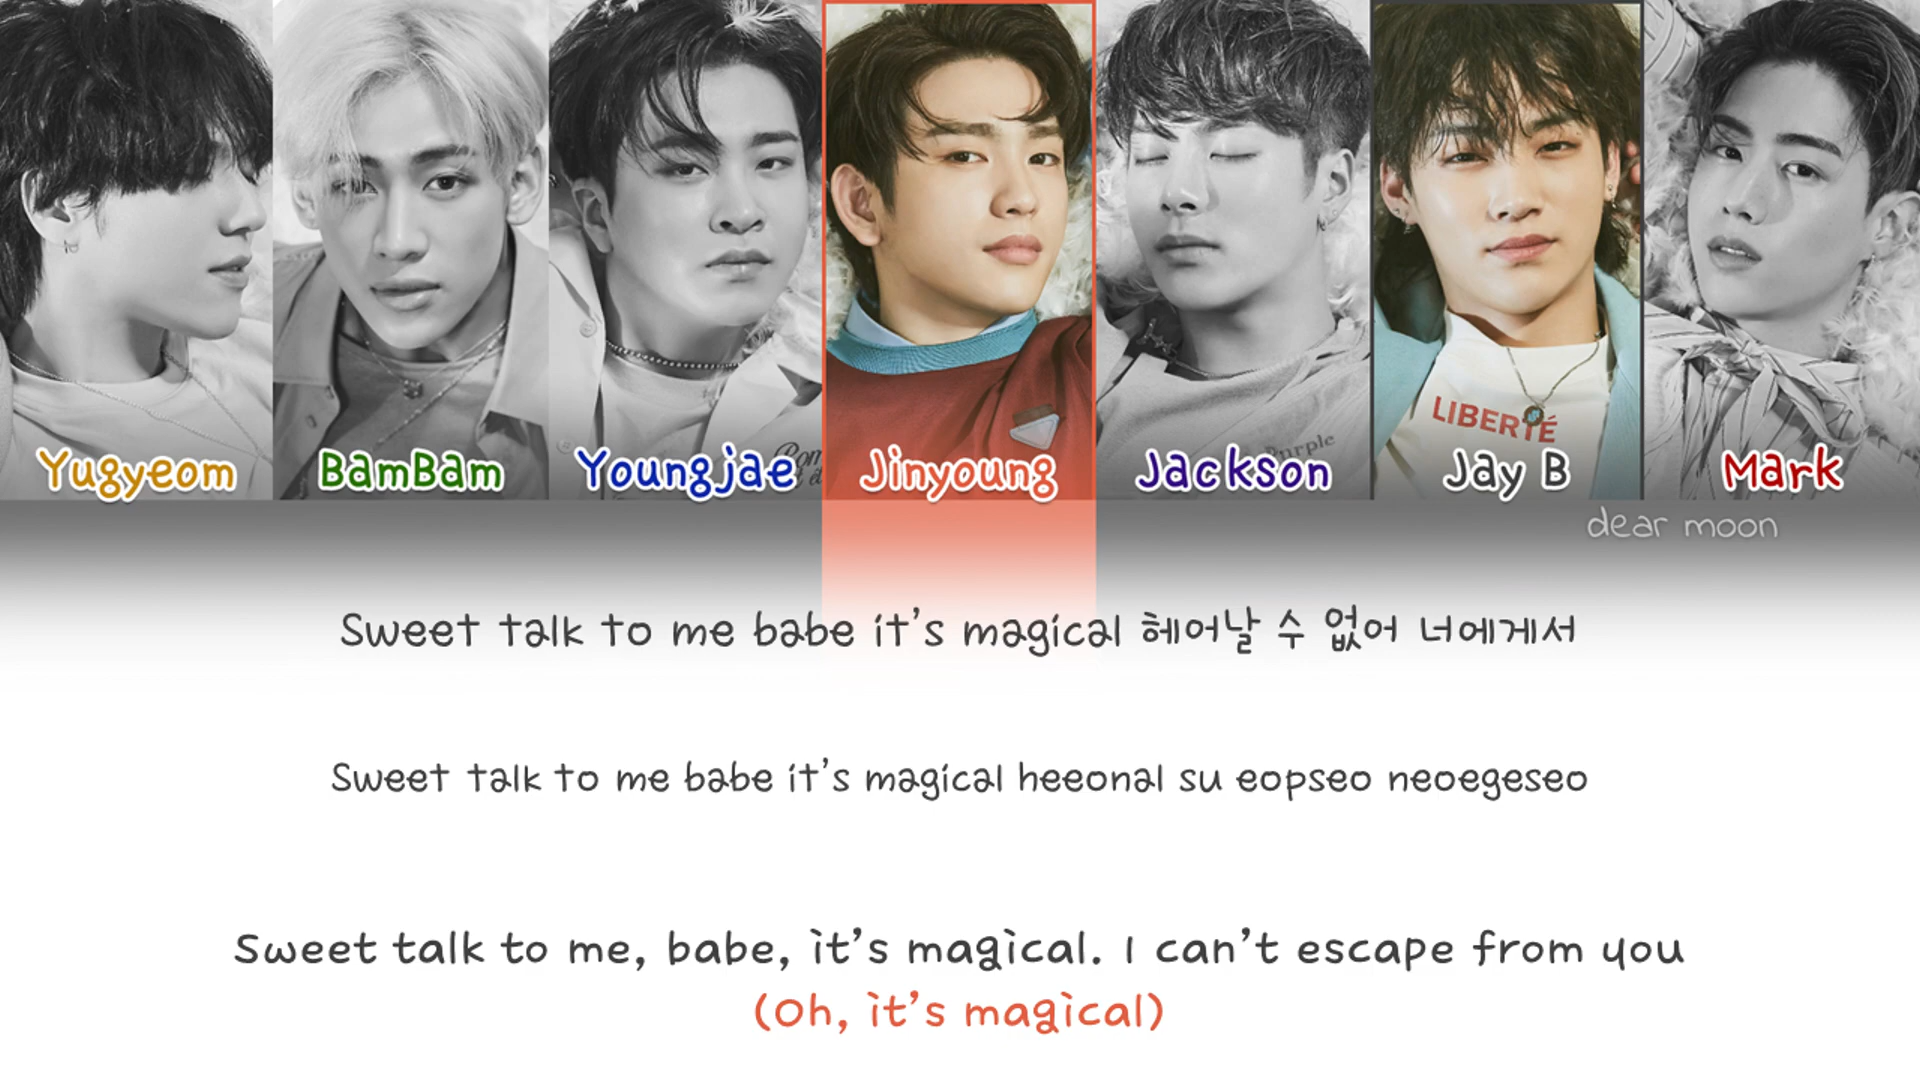 LIBERTÉ
Purple
Yugyeom
BamBam
Youngjae
Jinyoung
Jackson
Jay B
Mark
dear moon
Sweet talk to me babe it's magical 헤어날 수 없어 너에게서
Sweet talk to me babe it's magical heeonal su eopseo neoegeseo
Sweet talk to me, babe, it's magical. I can't escape from you
(Oh, it's magical)